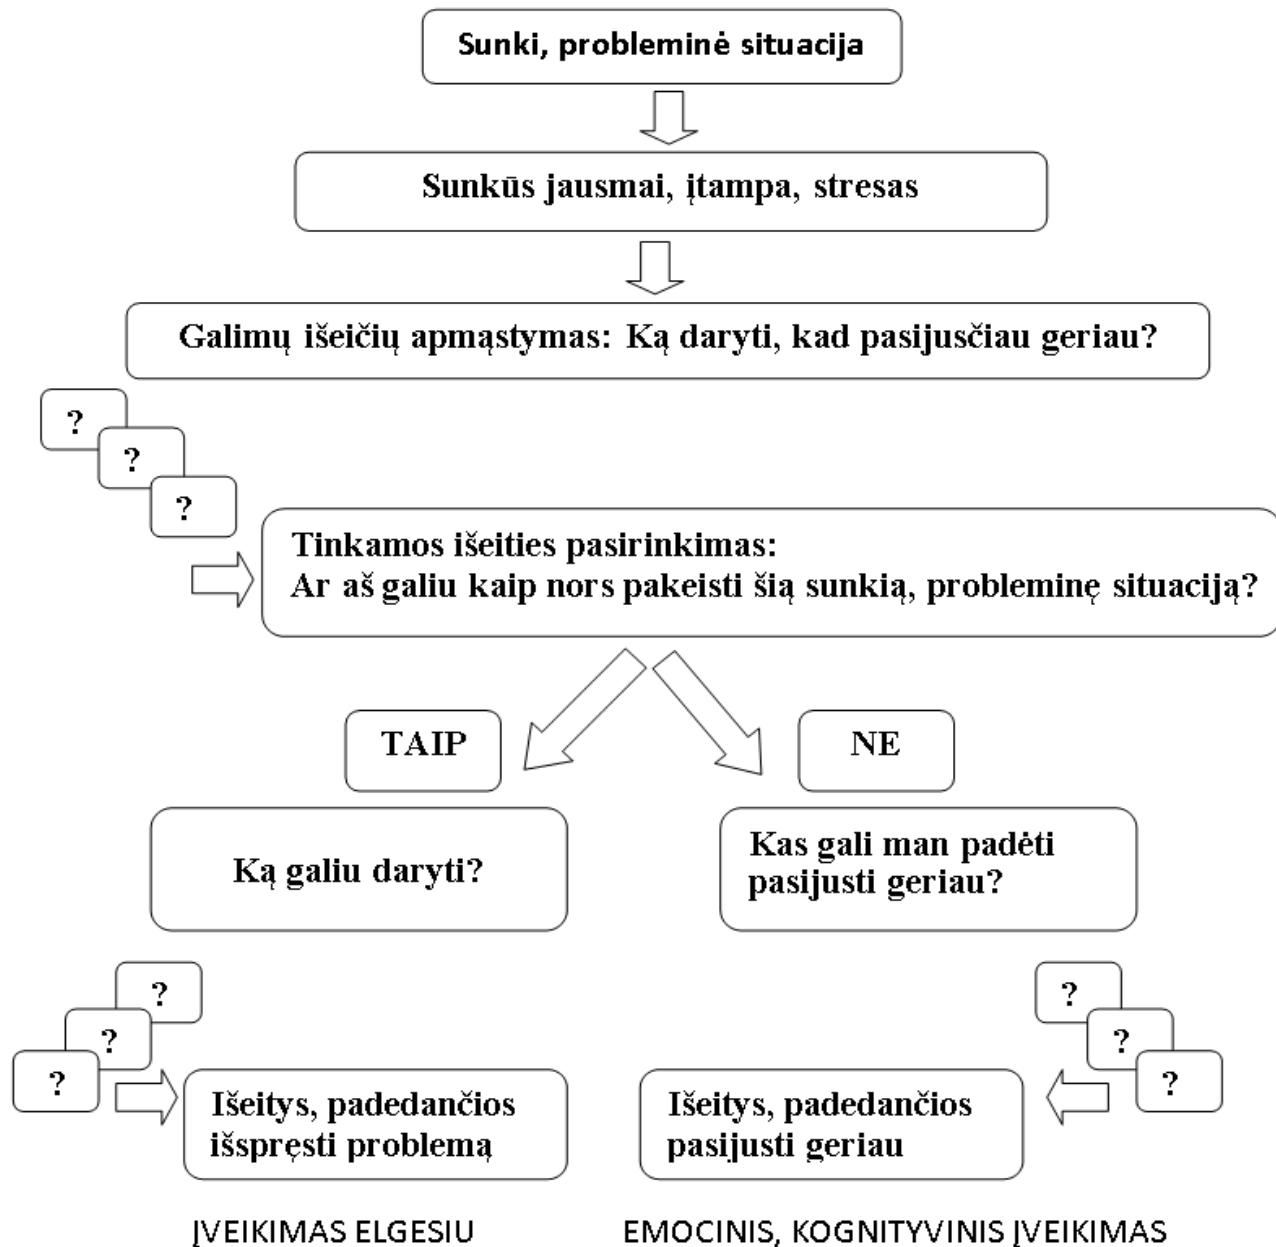 Sunki, probleminė situacija
Sunkūs jausmai, įtampa, stresas
Galimų išeičių apmąstymas: Ką daryti, kad pasijusčiau geriau?
?
?
?
Tinkamos išeities pasirinkimas:
Ar aš galiu kaip nors pakeisti šią sunkią, probleminę situaciją?
TAIP
NE
Ką galiu daryti?
Kas gali man padėti
pasijusti geriau?
?
?
?
?
?
?
Išeitys, padedančios
išspręsti problemą
Išeitys, padedančios
pasijusti geriau
ĮVEIKIMAS ELGESIU
EMOCINIS, KOGNITYVINIS ĮVEIKIMAS